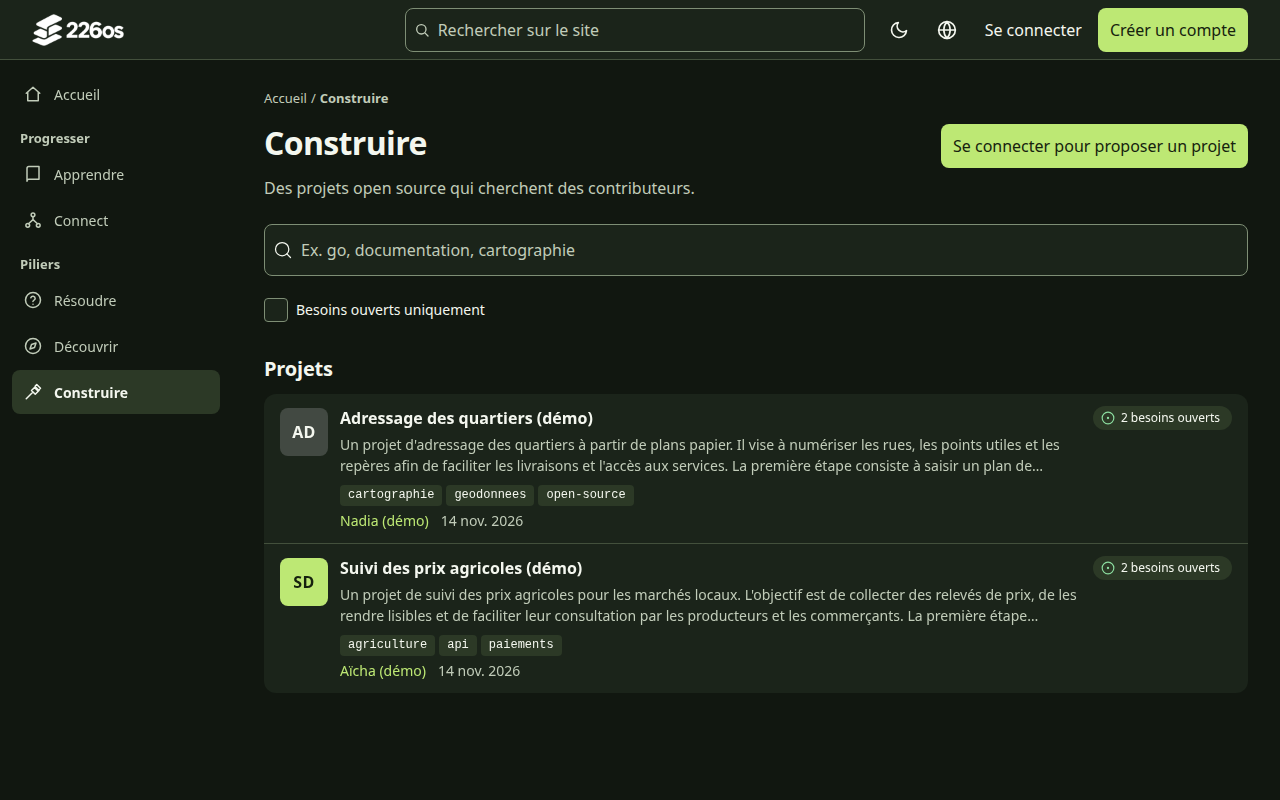 226os
Rechercher sur le site
Se connecter
Créer un compte
Accueil
Progresser
Apprendre
Connect
Piliers
Résoudre
Découvrir
Construire
Accueil / Construire
Construire
Se connecter pour proposer un projet
Des projets open source qui cherchent des contributeurs.
Ex. go, documentation, cartographie
Besoins ouverts uniquement
Projets
AD
Adressage des quartiers (démo)
2 besoins ouverts
Un projet d'adressage des quartiers à partir de plans papier. Il vise à numériser les rues, les points utiles et les
repères afin de faciliter les livraisons et l'accès aux services. La première étape consiste à saisir un plan de...
cartographie geodonnees open-source
Nadia (démo) 14 nov. 2026
SD
Suivi des prix agricoles (démo)
2 besoins ouverts
Un projet de suivi des prix agricoles pour les marchés locaux. L'objectif est de collecter des relevés de prix, de les
rendre lisibles et de faciliter leur consultation par les producteurs et les commerçants. La première étape...
agriculture api paiements
Aïcha (démo) 14 nov. 2026